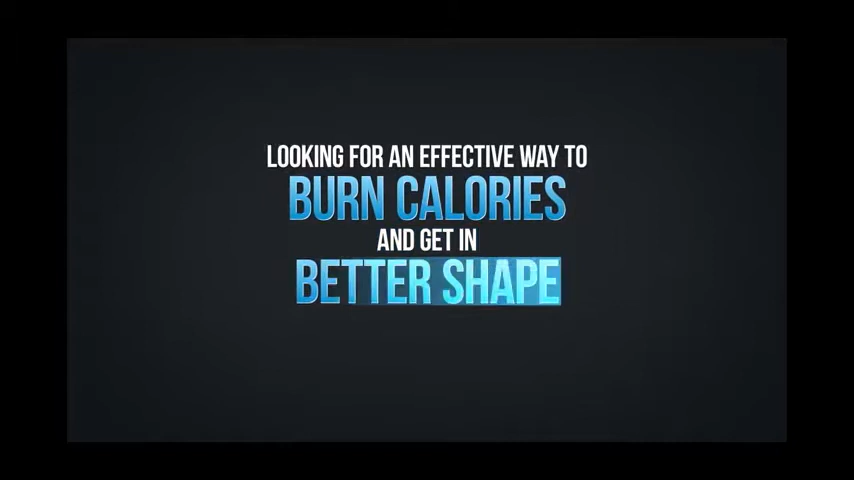 LOOKING FOR AN EFFECTIVE WAY TO
BURN CALORIES
AND GET IN
BETTER SHAPE